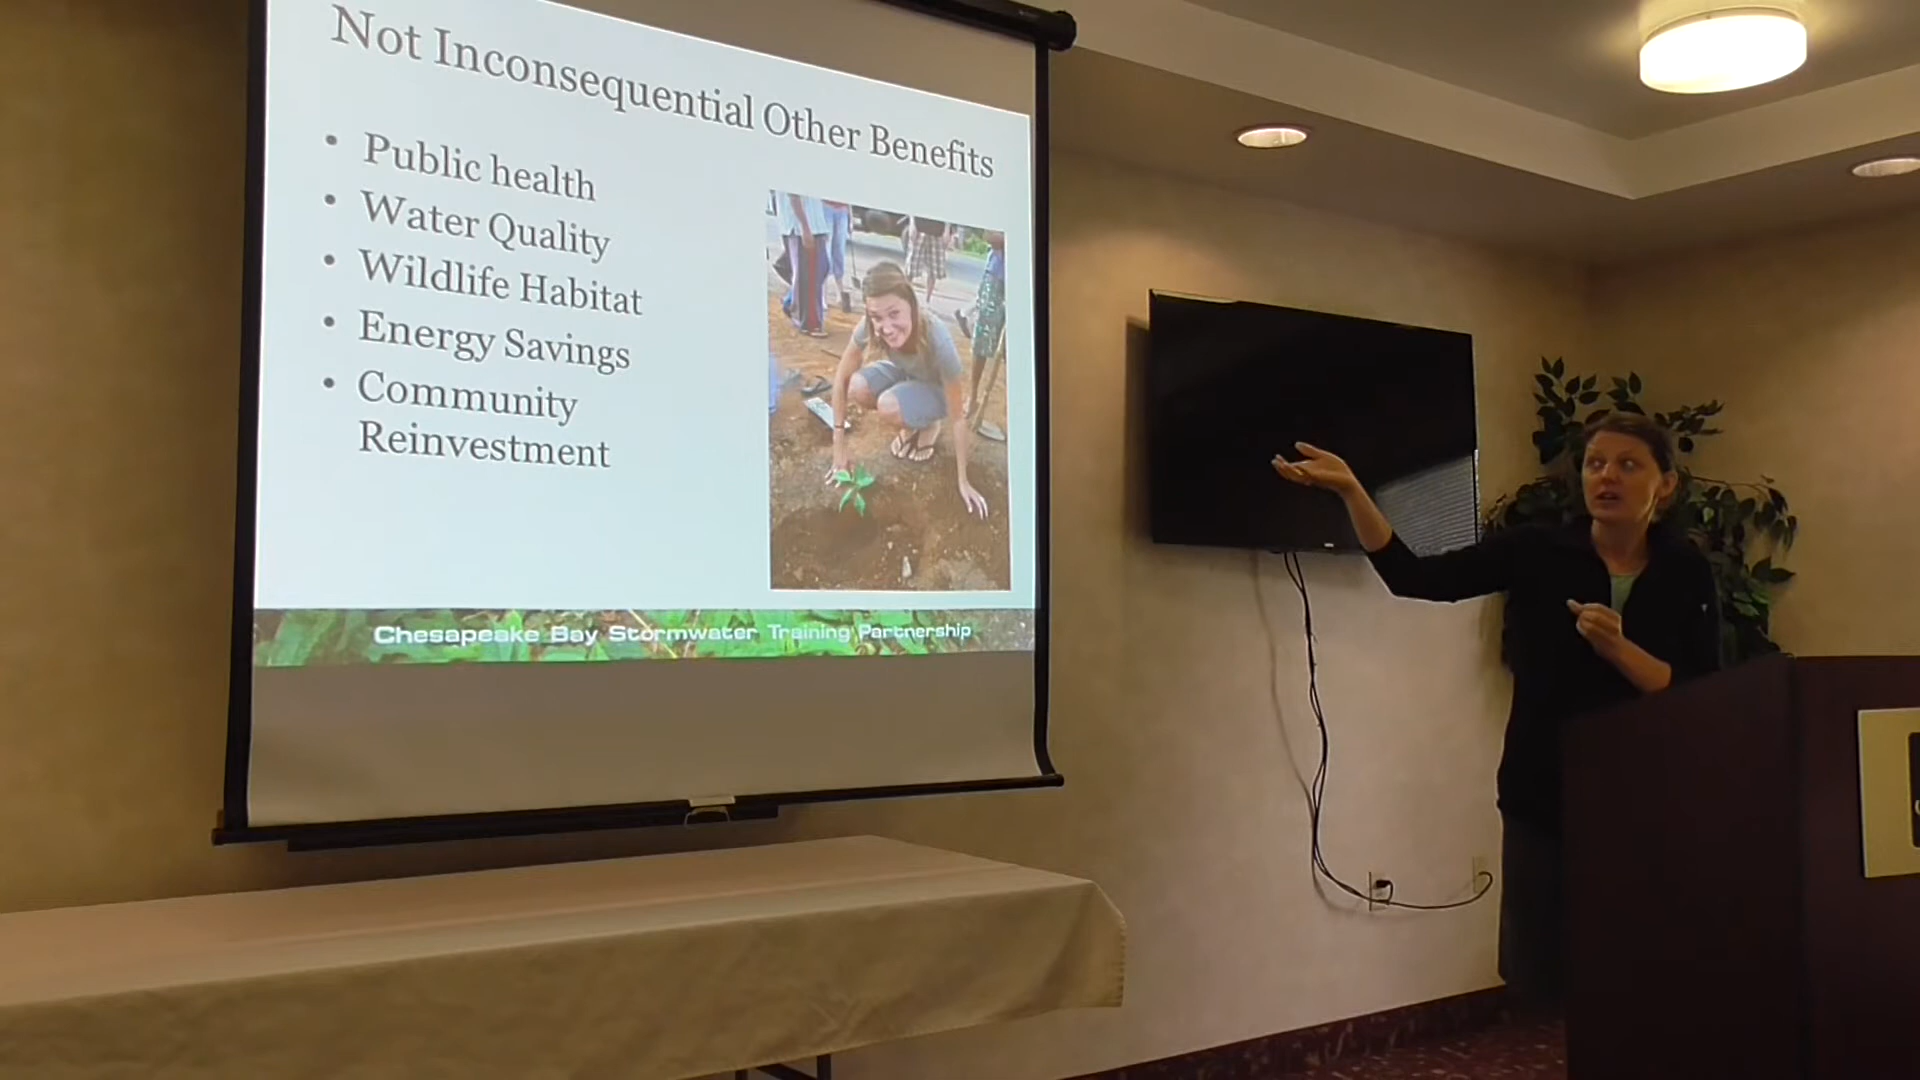 Not Inconsequential Other Benefits
• Public health
• Water Quality
• Wildlife Habitat
• Energy Savings
• Community
Reinvestment
Chesapeake Bay Stormwater Training Partnership